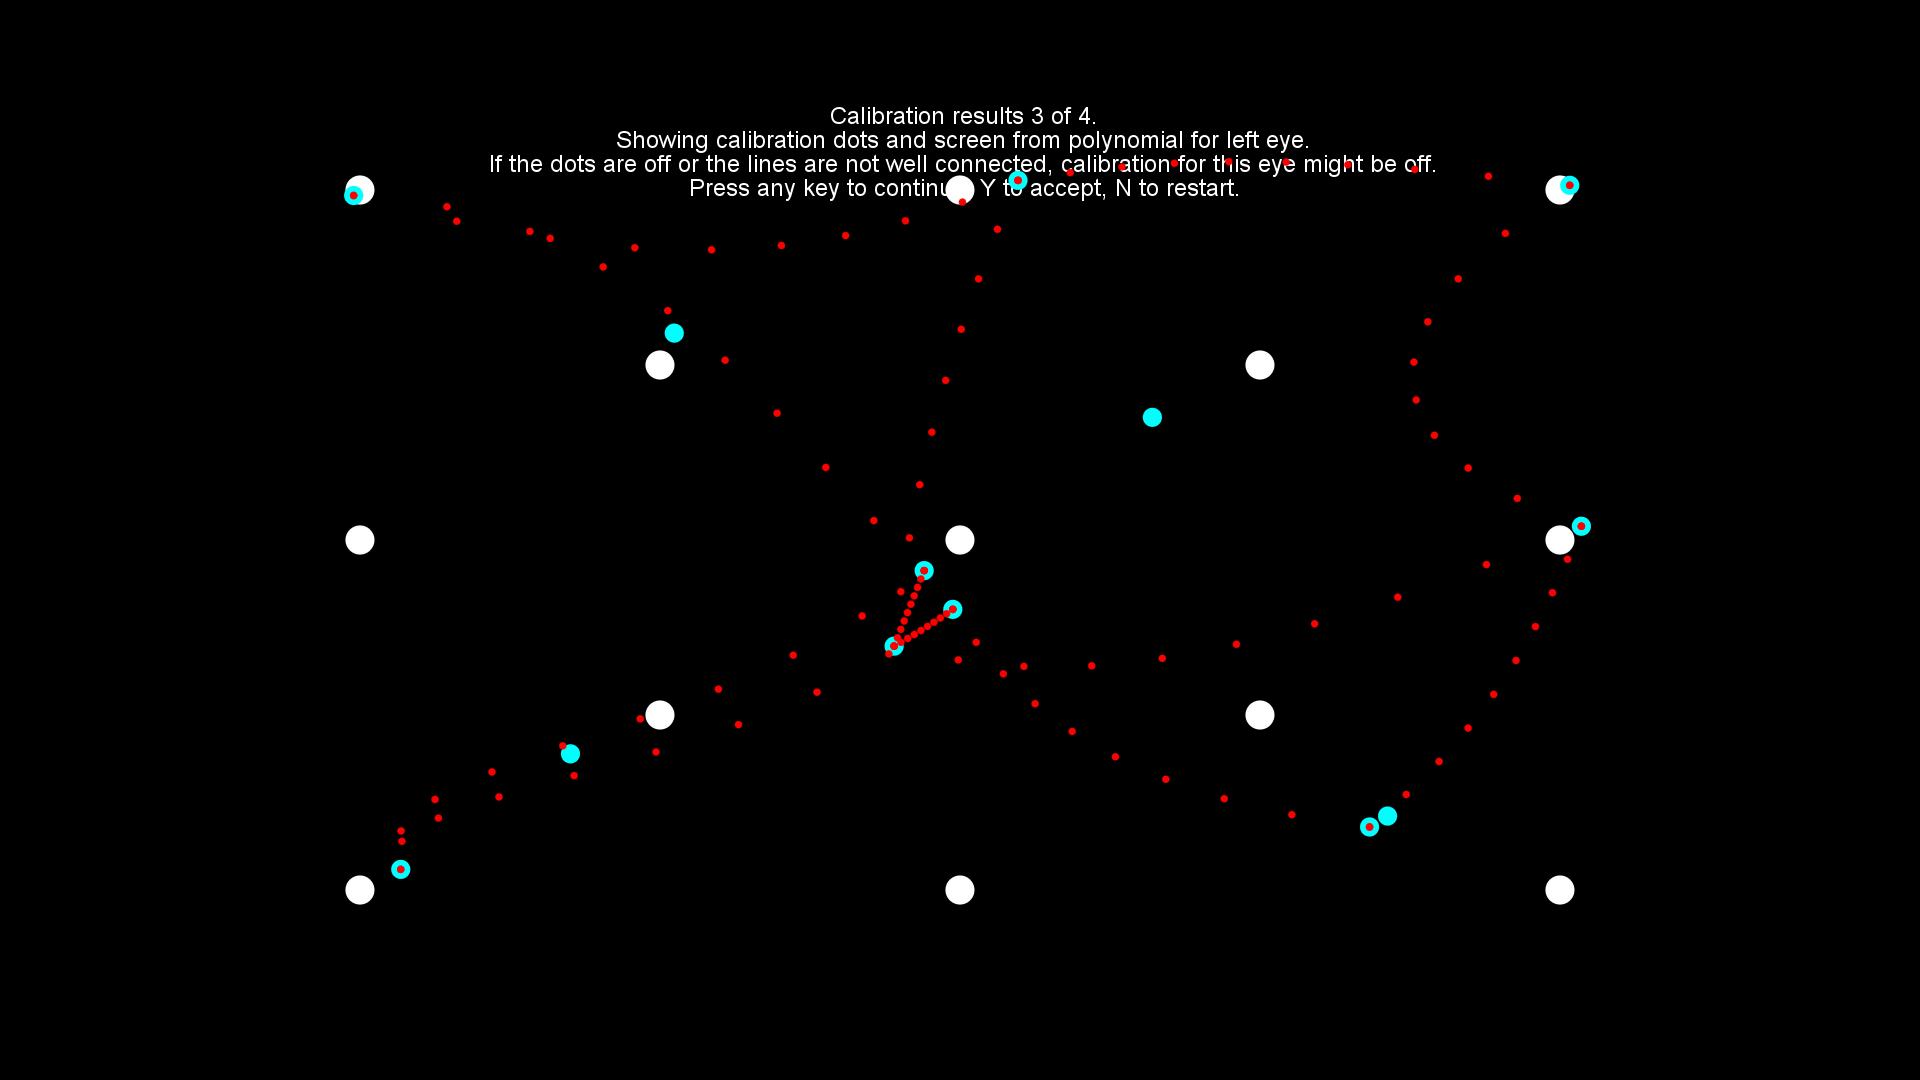 Calibration results 3 of 4.
Showing calibration dots and screen from polynomial for left eye.
If the dots are off or the lines are not well connected, calibration for this eye might be off.
Press any key to continue Y to accept, N to restart.